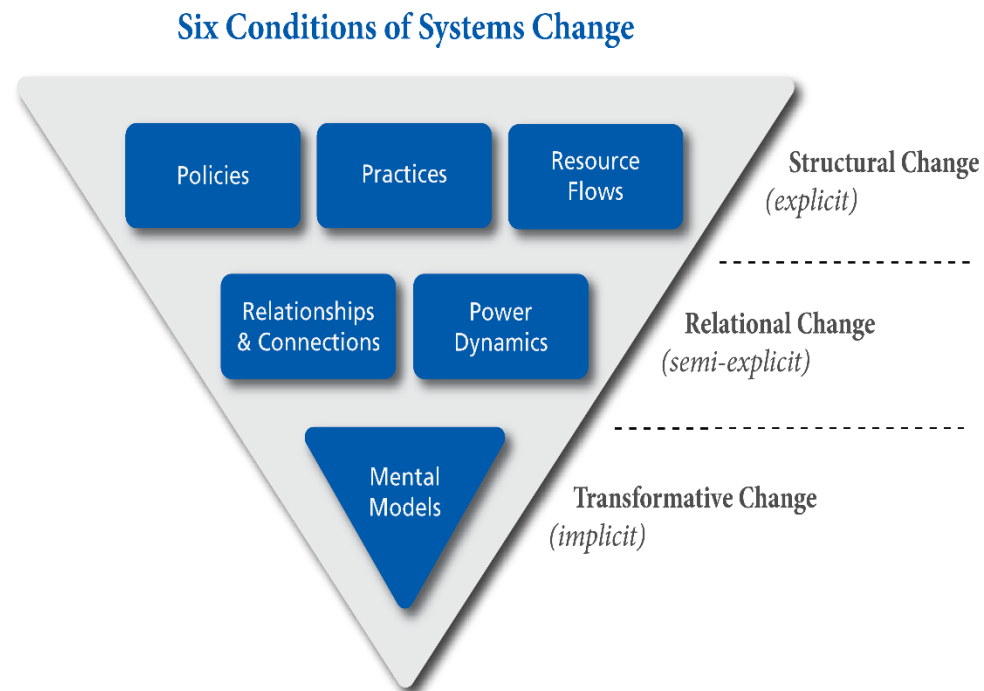 Six Conditions of Systems Change
Policies
Practices
Resource
Flows
Structural Change
(explicit)
Relationships
& Connections
Power
Dynamics
Relational Change
(semi-explicit)
Mental
Models
Transformative Change
(implicit)